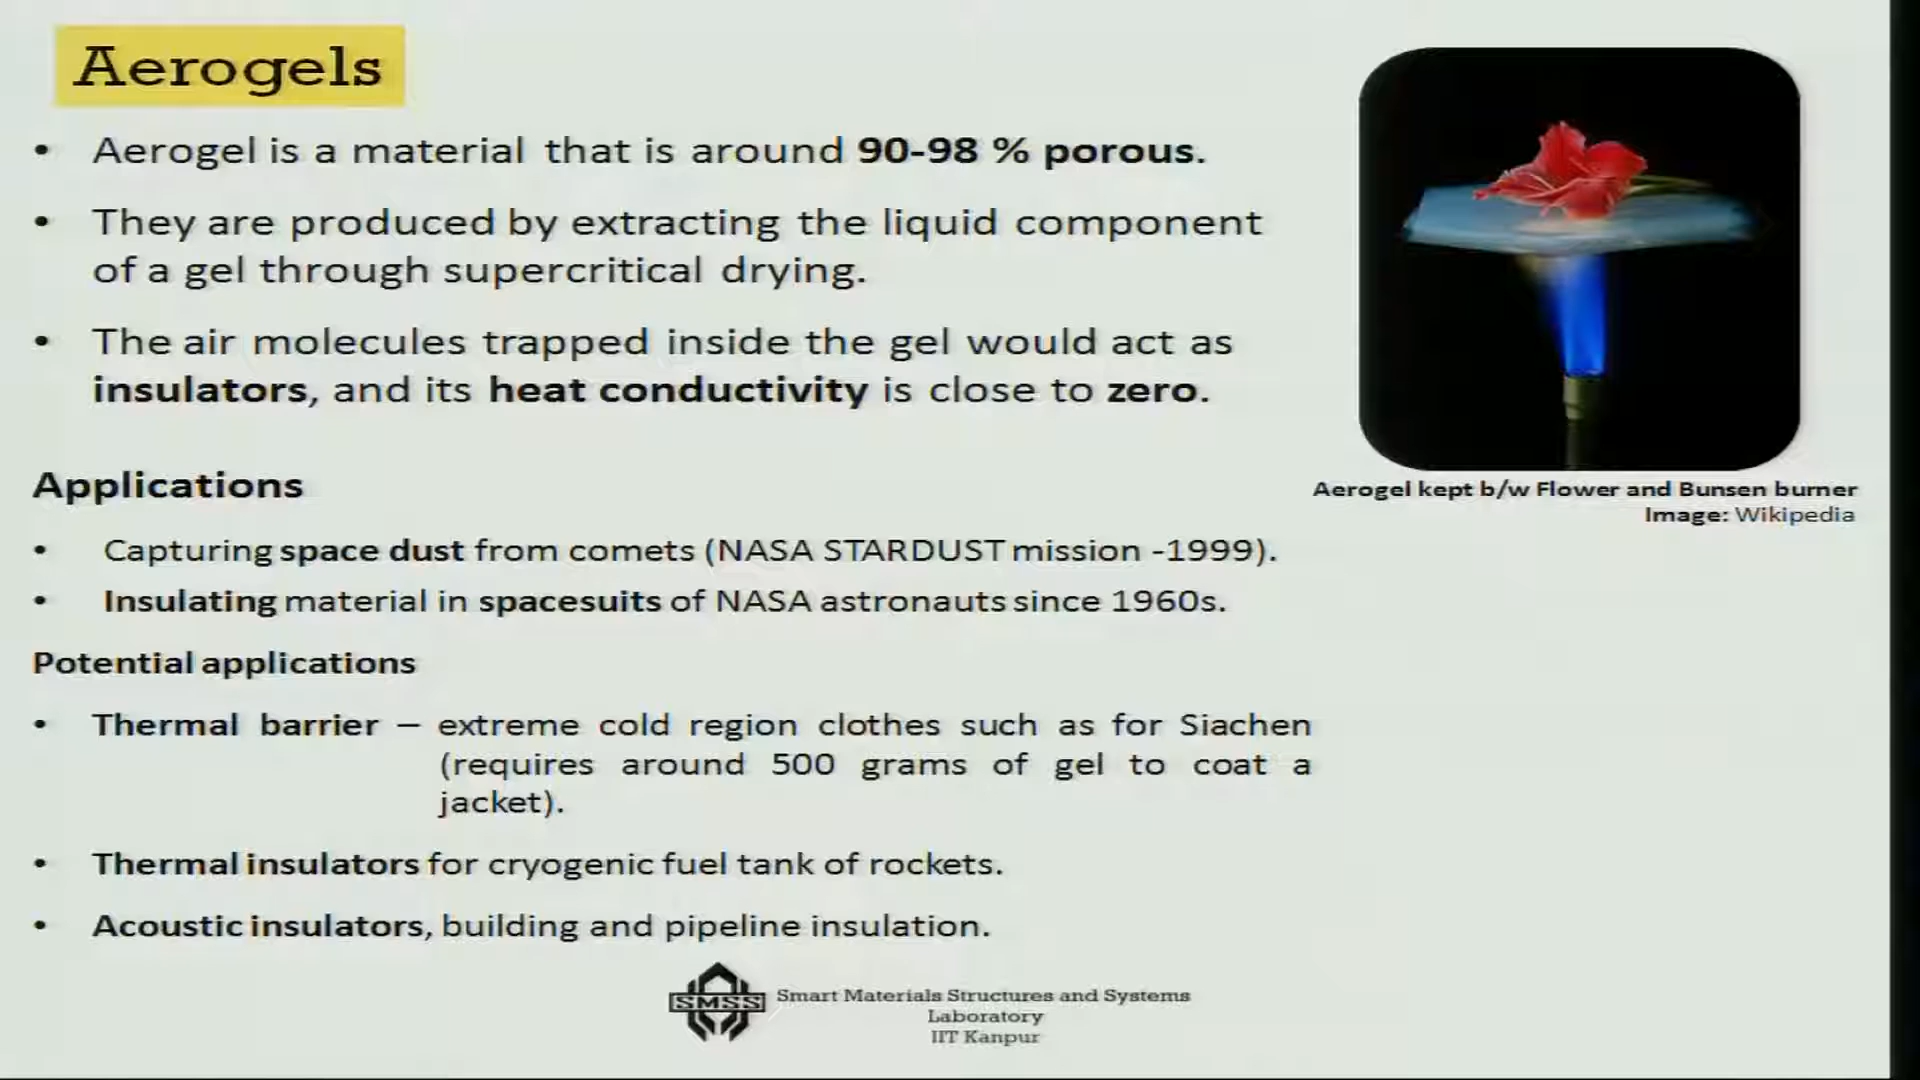 Aerogels
• Aerogel is a material that is around 90-98 % porous.
• They are produced by extracting the liquid component
of a gel through supercritical drying.
• The air molecules trapped inside the gel would act as
insulators, and its heat conductivity is close to zero.
Aerogel kept b/w Flower and Bunsen burner
Image: Wikipedia
Applications
• Capturing space dust from comets (NASA STARDUST mission -1999).
• Insulating material in spacesuits of NASA astronauts since 1960s.
Potential applications
• Thermal barrier – extreme cold region clothes such as for Siachen
(requires around 500 grams of gel to coat a
jacket).
• Thermal insulators for cryogenic fuel tank of rockets.
• Acoustic insulators, building and pipeline insulation.
SMSS
Smart Materials Structures and Systems
Laboratory
IIT Kanpur